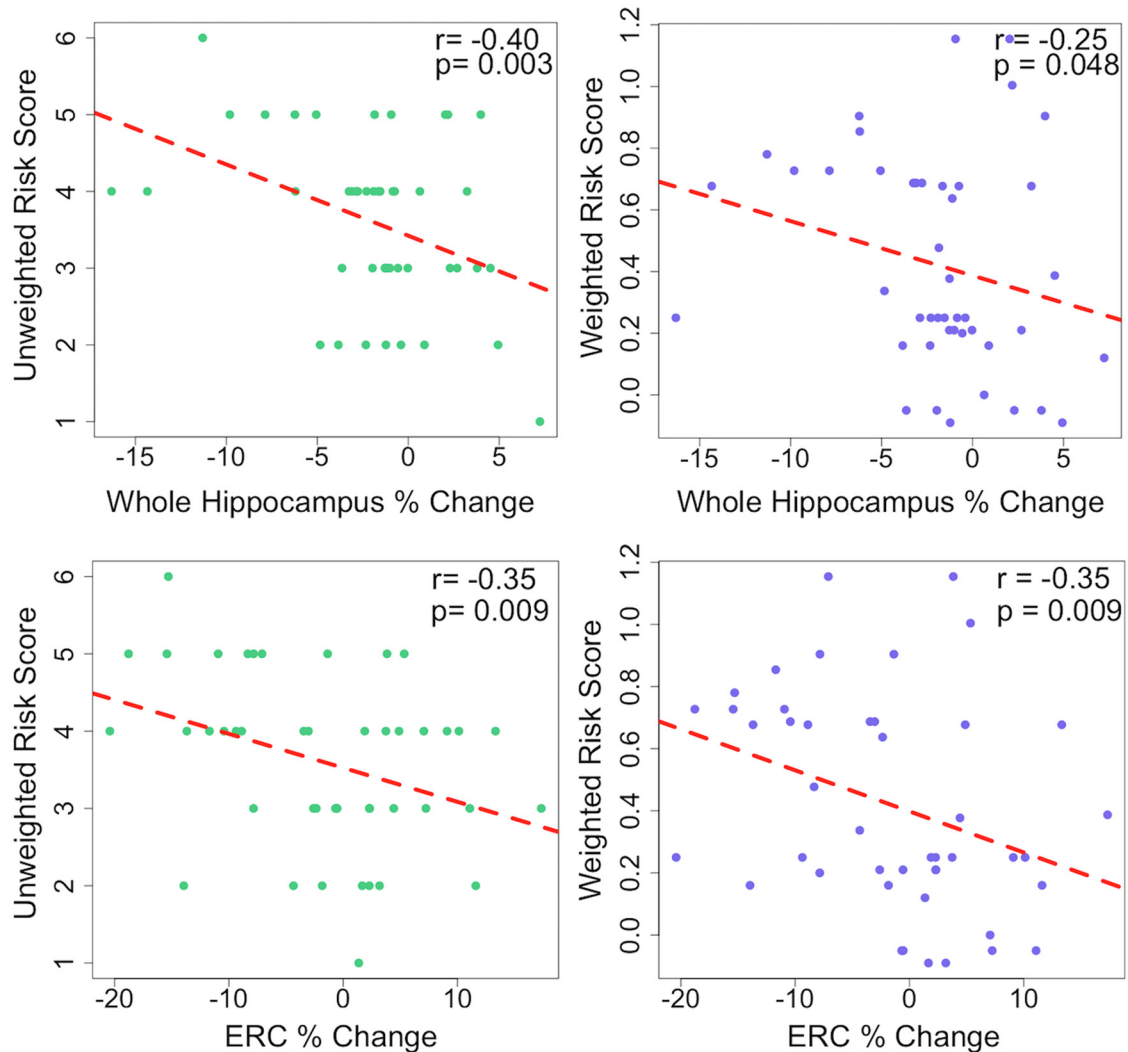 r= -0.40
p= 0.003
Unweighted Risk Score
6
5
4
3
2
1
-15
-10
-5
0
5
Whole Hippocampus % Change
r= -0.25
p = 0.048
Weighted Risk Score
1.2
1.0
0.8
0.6
0.4
0.2
0.0
-15
-10
-5
0
5
Whole Hippocampus % Change
r= -0.35
p= 0.009
Unweighted Risk Score
6
5
4
3
2
1
-20
-10
0
10
ERC % Change
r = -0.35
p = 0.009
Weighted Risk Score
1.2
1.0
0.8
0.6
0.4
0.2
0.0
-20
-10
0
10
ERC % Change